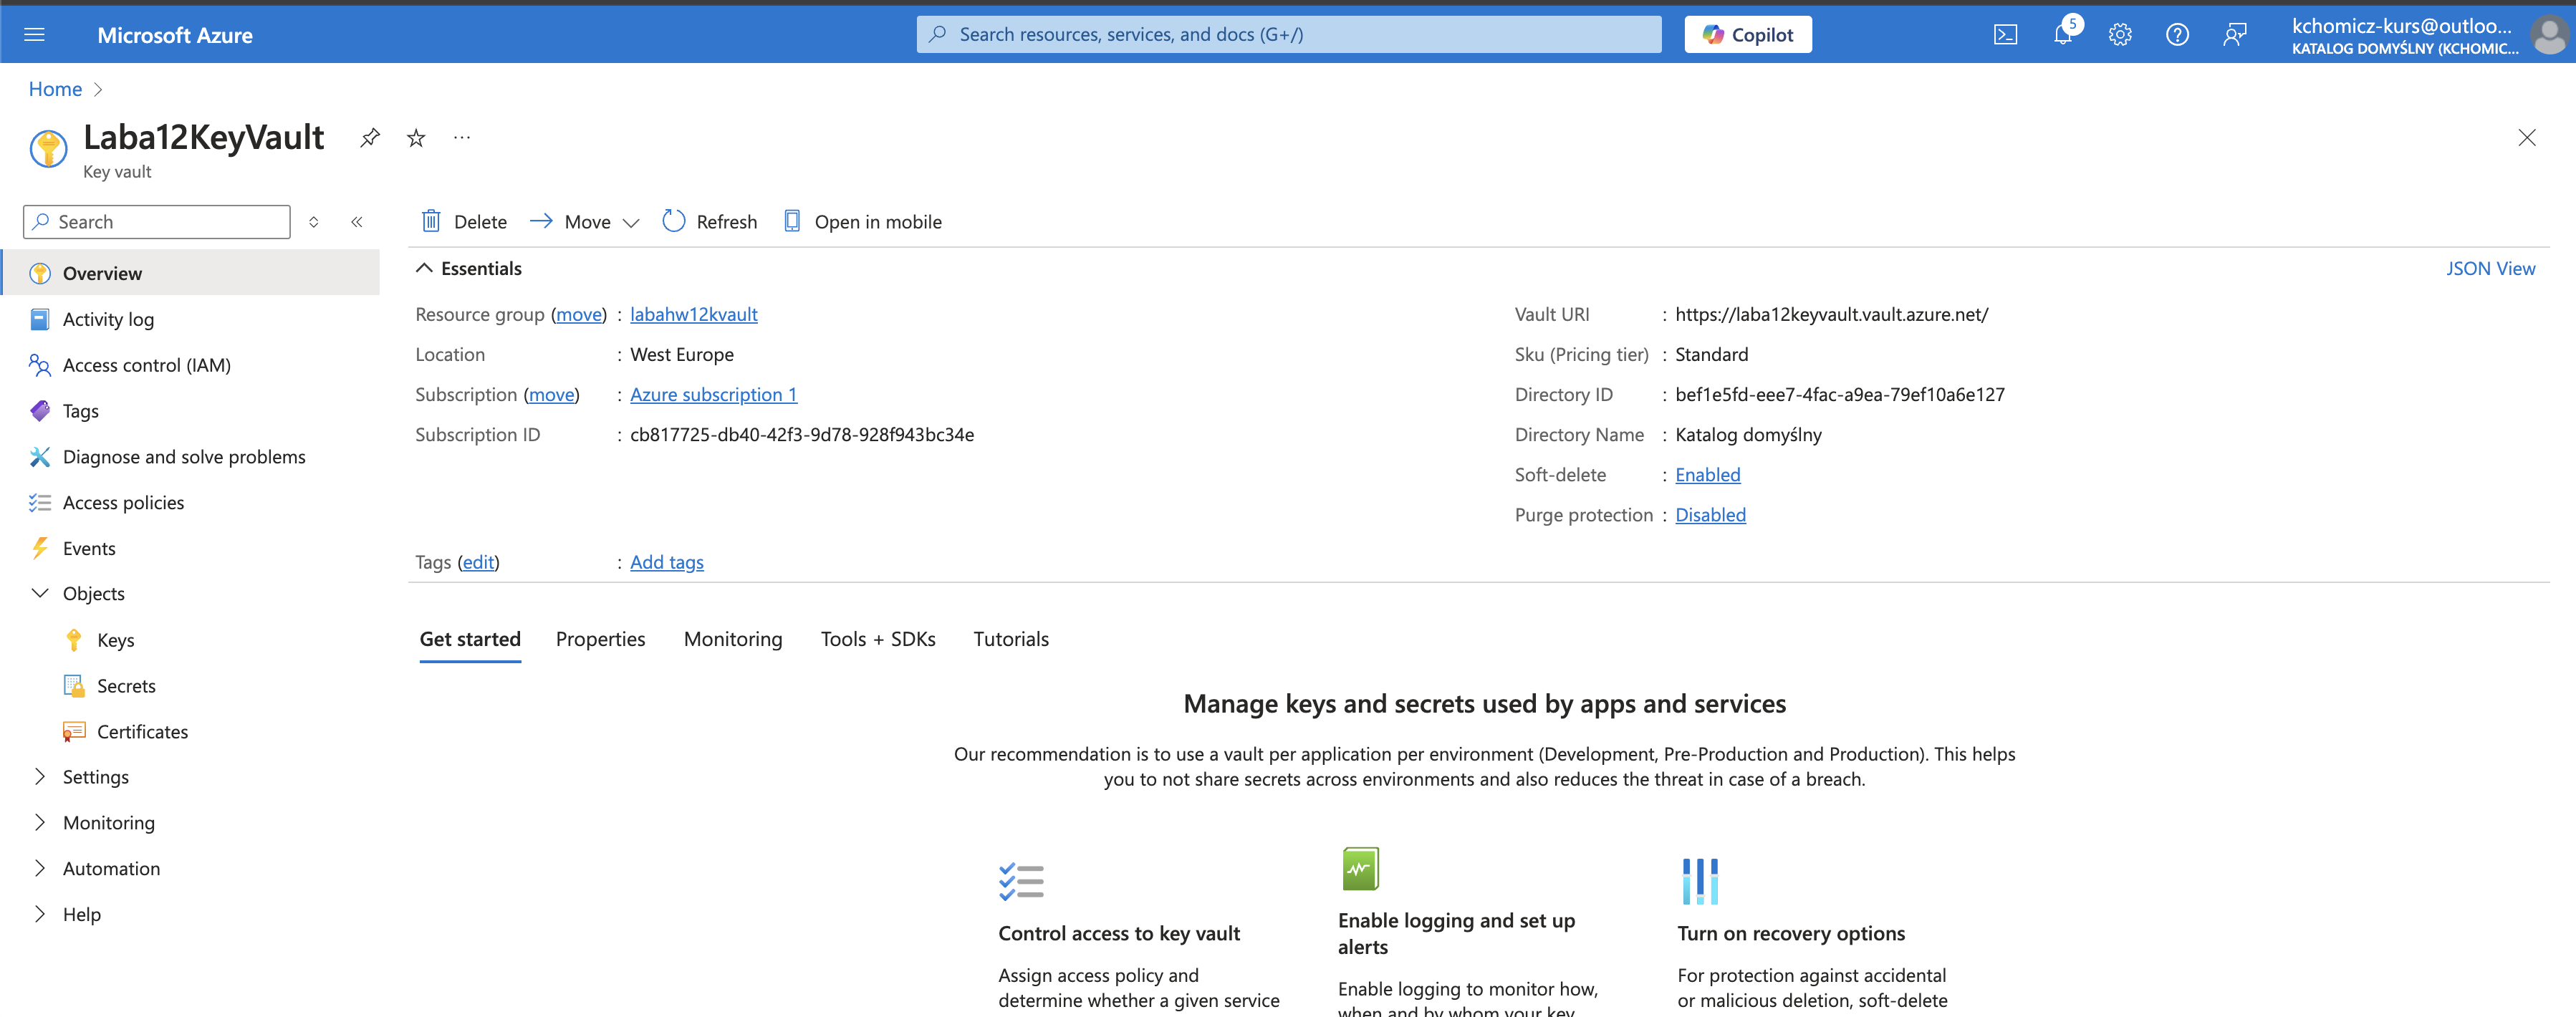 Microsoft Azure
Search resources, services, and docs (G+/)
Copilot
5
kchomicz-kurs@outloo...
KATALOG DOMYŚLNY (KCHOMIC...
Home
Laba12KeyVault
Key vault
Search
Overview
Activity log
Access control (IAM)
Tags
Diagnose and solve problems
Access policies
Events
Objects
Keys
Secrets
Certificates
Settings
Monitoring
Automation
Help
Delete
Move
Refresh
Open in mobile
Essentials
JSON View
Resource group (move) : labahw12kvault
Location : West Europe
Subscription (move) : Azure subscription 1
Subscription ID : cb817725-db40-42f3-9d78-928f943bc34e
Vault URI : https://laba12keyvault.vault.azure.net/
Sku (Pricing tier) : Standard
Directory ID : bef1e5fd-eee7-4fac-a9ea-79ef10a6e127
Directory Name : Katalog domyślny
Soft-delete : Enabled
Purge protection : Disabled
Tags (edit) : Add tags
Get started
Properties
Monitoring
Tools + SDKs
Tutorials
Manage keys and secrets used by apps and services
Our recommendation is to use a vault per application per environment (Development, Pre-Production and Production). This helps
you to not share secrets across environments and also reduces the threat in case of a breach.
Control access to key vault
Assign access policy and
determine whether a given service
Enable logging and set up
alerts
Enable logging to monitor how,
when and by whom your key
Turn on recovery options
For protection against accidental
or malicious deletion, soft-delete